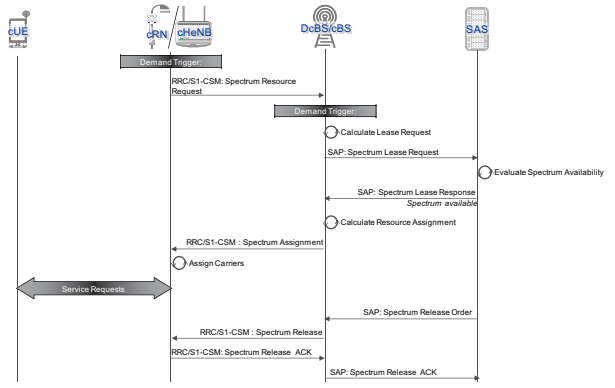 cUE
cRN
cHeNB
DcBS/cBS
SAS
Demand Trigger:
RRC/S1-CSM: Spectrum Resource
Request
Demand Trigger:
Calculate Lease Request
SAP: Spectrum Lease Request
Evaluate Spectrum Availability
SAP: Spectrum Lease Response
Spectrum available
Calculate Resource Assignment
RRC/S1-CSM : Spectrum Assignment
Assign Carriers
Service Requests
SAP: Spectrum Release Order
RRC/S1-CSM : Spectrum Release
RRC/S1-CSM: Spectrum Release ACK
SAP: Spectrum Release ACK